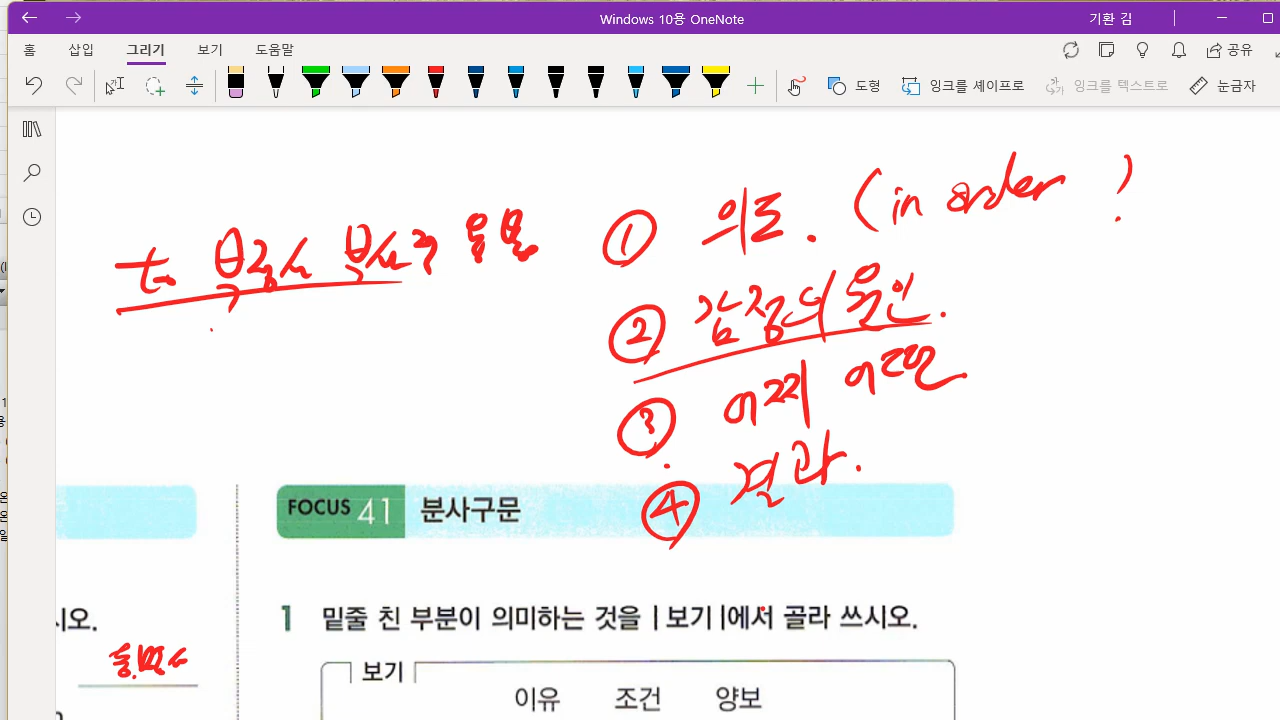 Windows 10용 OneNote
기환 김
홈 삽입 그리기 보기 도움말
공유
도형 잉크를 셰이프로 잉크를 텍스트로 눈금자
① 의도. (in order )
to 부정사 부사구
② 감정의 원인.
③ 어찌 어떤
④ 결과.
FOCUS 41 분사구문
1 밑줄 친 부분이 의미하는 것을 |보기|에서 골라 쓰시오.
시오.
보기
이유 조건 양보